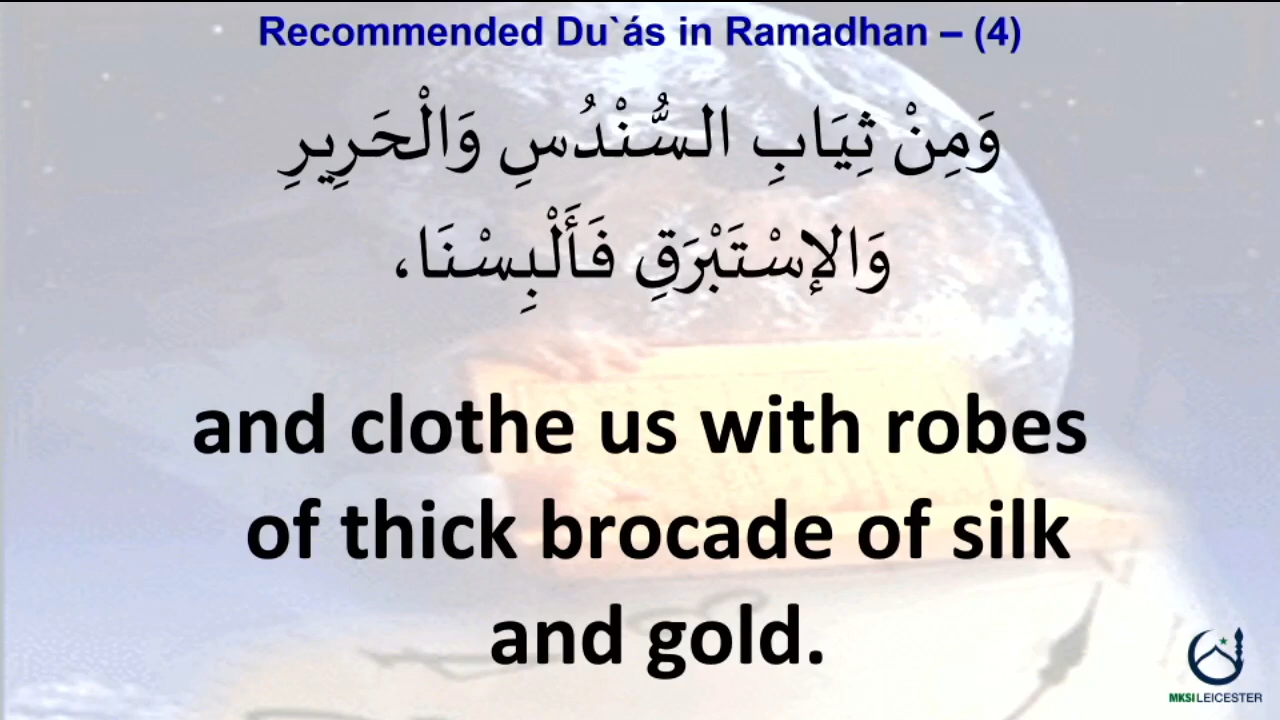 Recommended Du`ás in Ramadhan – (4)
وَمِنْ ثِيَابِ السُّنْدُسِ وَالْحَرِيرِ
وَالإسْتَبْرَقِ فَأَلْبِسْنَا،
and clothe us with robes
of thick brocade of silk
and gold.
MKSI LEICESTER